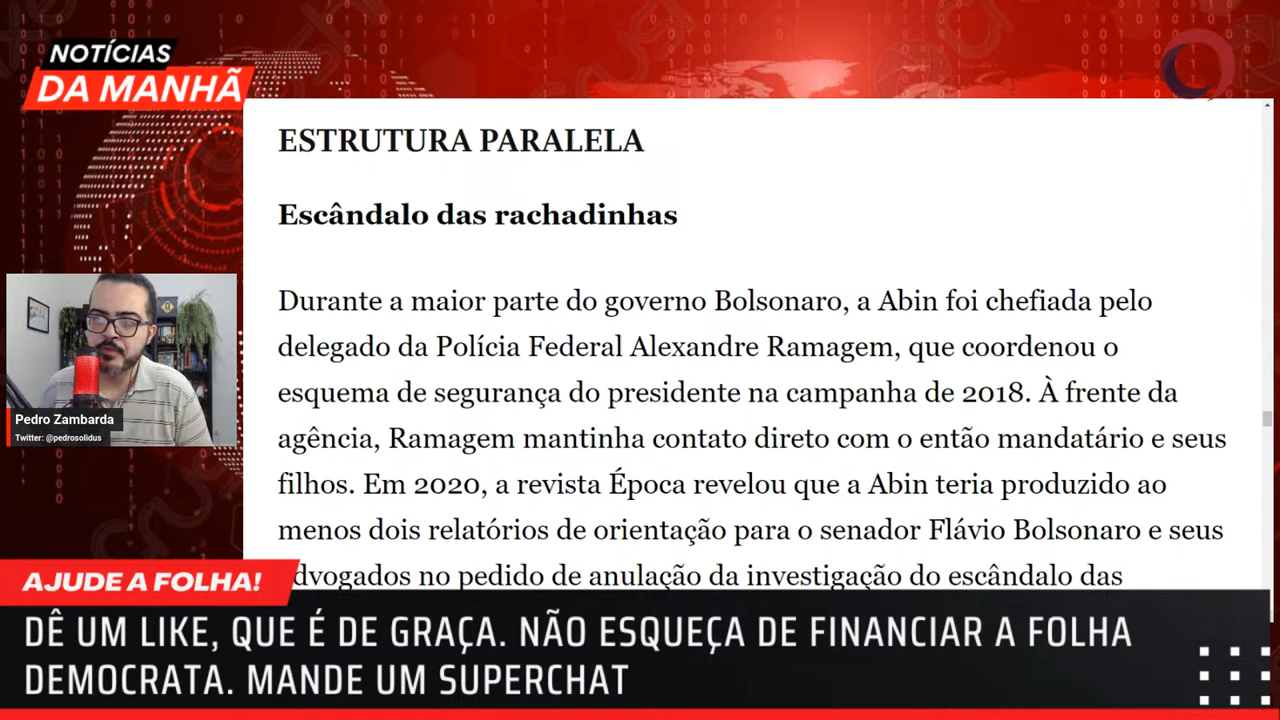 NOTÍCIAS
DA MANHÃ
ESTRUTURA PARALELA
Escândalo das rachadinhas
Durante a maior parte do governo Bolsonaro, a Abin foi chefiada pelo
delegado da Polícia Federal Alexandre Ramagem, que coordenou o
esquema de segurança do presidente na campanha de 2018. À frente da
agência, Ramagem mantinha contato direto com o então mandatário e seus
filhos. Em 2020, a revista Época revelou que a Abin teria produzido ao
menos dois relatórios de orientação para o senador Flávio Bolsonaro e seus
advogados no pedido de anulação da investigação do escândalo das
Pedro Zambarda
Twitter: @pedrosolidus
AJUDE A FOLHA!
DÊ UM LIKE, QUE É DE GRAÇA. NÃO ESQUEÇA DE FINANCIAR A FOLHA
DEMOCRATA. MANDE UM SUPERCHAT